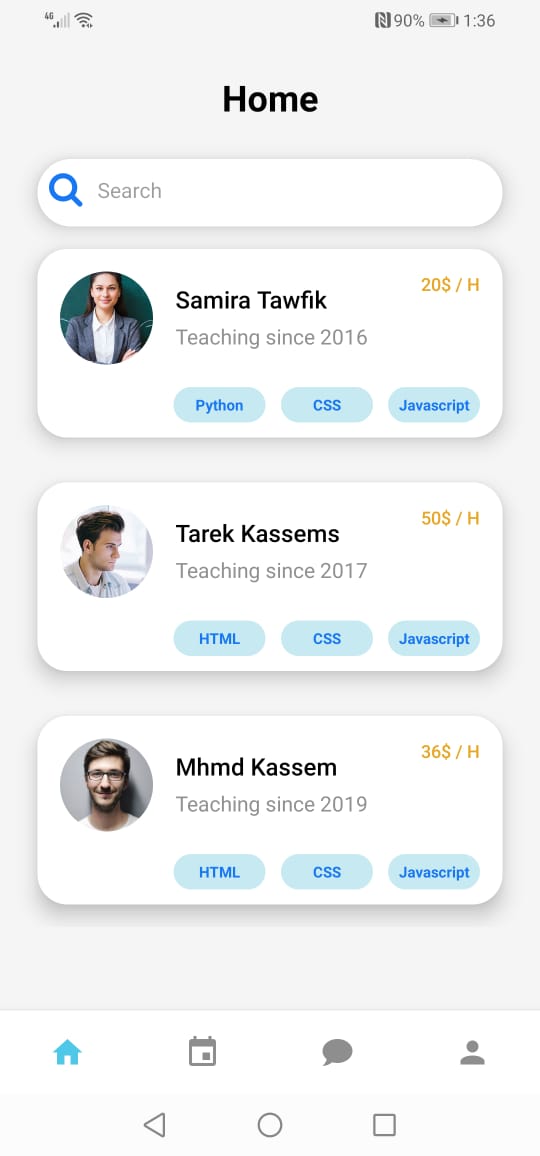 4G 90% 1:36
Home
Search
Samira Tawfik
20$ / H
Teaching since 2016
Python CSS Javascript
Tarek Kassems
50$ / H
Teaching since 2017
HTML CSS Javascript
Mhmd Kassem
36$ / H
Teaching since 2019
HTML CSS Javascript